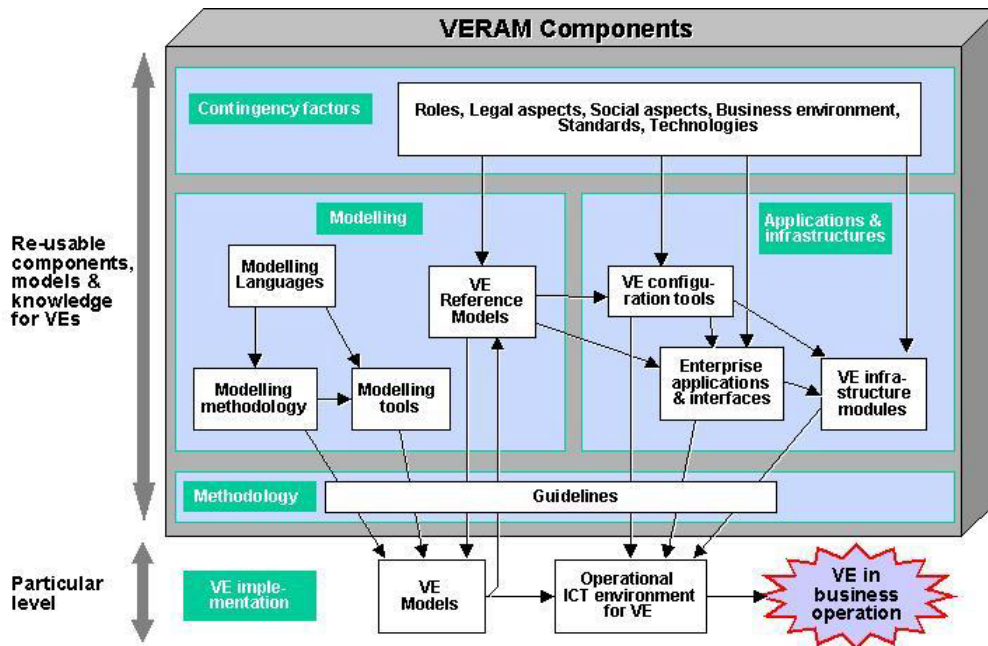 VERAM Components
Contingency factors
Roles, Legal aspects, Social aspects, Business environment,
Standards, Technologies
Modelling
Applications &
infrastructures
Re-usable
components,
models &
knowledge
for VEs
Modelling
Languages
VE
Reference
Models
VE configu-
ration tools
Modelling
methodology
Modelling
tools
Enterprise
applications
& interfaces
VE infra-
structure
modules
Methodology
Guidelines
Particular
level
VE imple-
mentation
VE
Models
Operational
ICT environment
for VE
VE in
business
operation